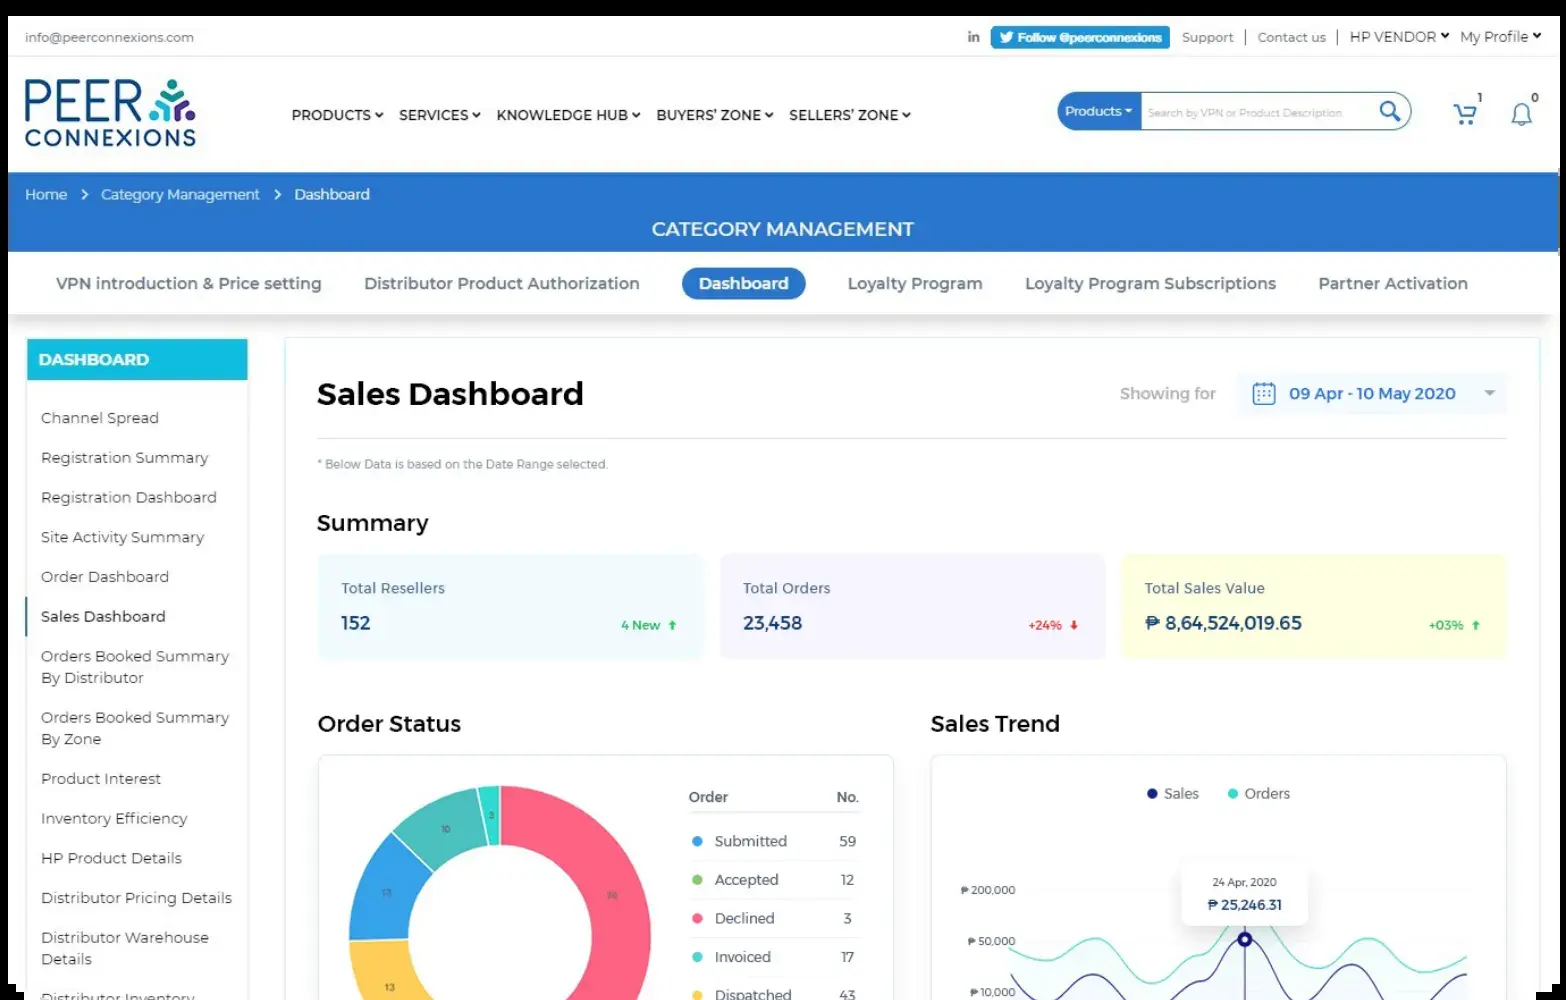 info@peerconnexions.com
in Follow @peerconnexions Support | Contact us | HP VENDOR My Profile
PEER CONNEXIONS
PRODUCTS SERVICES KNOWLEDGE HUB BUYERS' ZONE SELLERS' ZONE
Products Search by VPN or Product Description 1 0
Home > Category Management > Dashboard
CATEGORY MANAGEMENT
VPN introduction & Price setting Distributor Product Authorization Dashboard Loyalty Program Loyalty Program Subscriptions Partner Activation
DASHBOARD
Channel Spread
Registration Summary
Registration Dashboard
Site Activity Summary
Order Dashboard
Sales Dashboard
Orders Booked Summary
By Distributor
Orders Booked Summary
By Zone
Product Interest
Inventory Efficiency
HP Product Details
Distributor Pricing Details
Distributor Warehouse
Details
Distributor Inventory
Sales Dashboard
Showing for 09 Apr - 10 May 2020
* Below Data is based on the Date Range selected.
Summary
Total Resellers
152 4 New
Total Orders
23,458 +24%
Total Sales Value
₱ 8,64,524,019.65 +03%
Order Status
10
13
Order No.
Submitted 59
Accepted 12
Declined 3
Invoiced 17
Dispatched 43
Sales Trend
Sales Orders
24 Apr, 2020
₱ 25,246.31
₱ 200,000
₱ 50,000
₱ 10,000